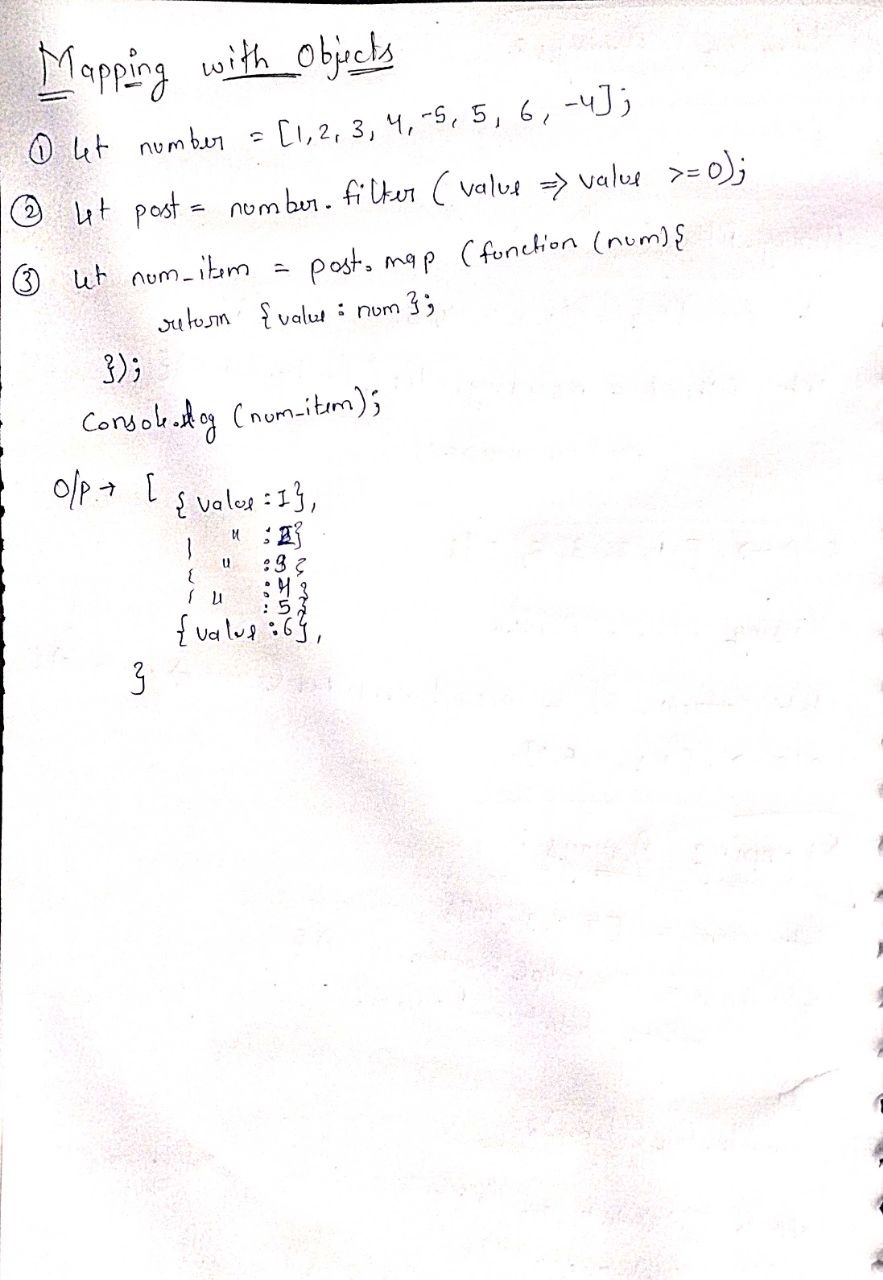 Mapping with Objects
① let number = [1, 2, 3, 4, -5, 5, 6, -4];
② let post = number.filter ( value => value >= 0);
③ let num_item = post.map (function (num) {
return {value : num };
});
Console.log (num_item);
O/P → [ { value : 1},
{ " : 2}
{ " : 3 }
{ " : 4 }
: 5 }
{ value : 6},
}